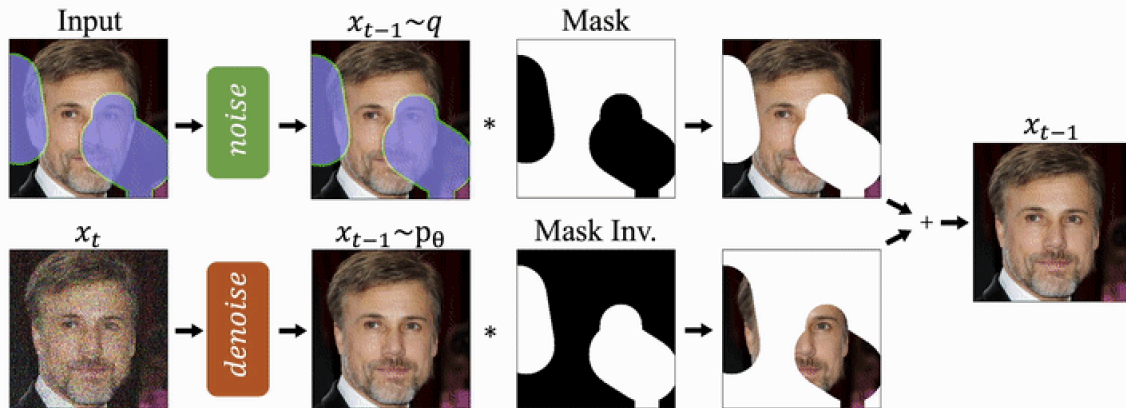 Input
x_{t-1}~q
Mask
noise
*
x_{t-1}
x_t
x_{t-1}~p_θ
Mask Inv.
+
denoise
*